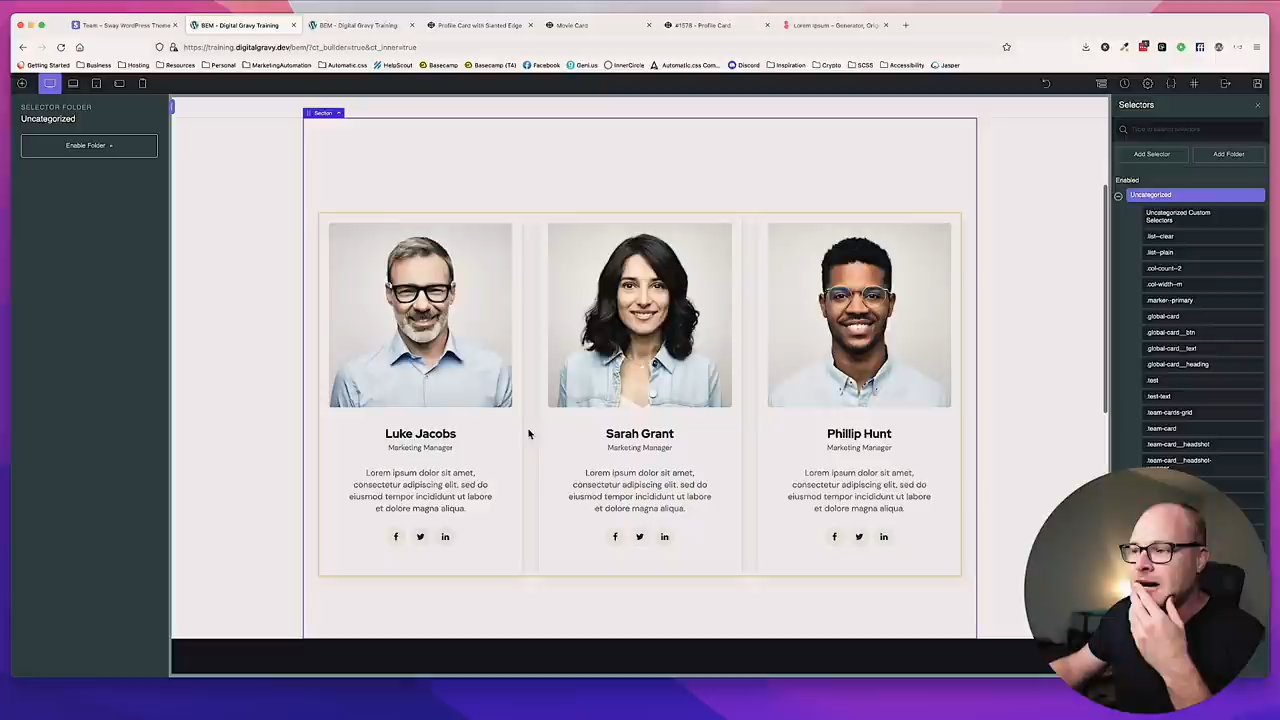 Team – Sway WordPress Theme
BEM - Digital Gravy Training
BEM - Digital Gravy Training
Profile Card with Slanted Edge
Movie Card
#1578 - Profile Card
Lorem Ipsum – Generator, Orig
https://training.digitalgravy.dev/bem/?ct_builder=true&ct_inner=true
Getting Started
Business
Hosting
Resources
Personal
MarketingAutomation
Automatic.css
HelpScout
Basecamp
Basecamp (T4)
Facebook
Geni.us
InnerCircle
Automatic.css Com...
Discord
Inspiration
Crypto
SCSS
Accessibility
Jasper
SELECTOR FOLDER
Uncategorized
Enable Folder
Section
Luke Jacobs
Marketing Manager
Lorem ipsum dolor sit amet,
consectetur adipiscing elit, sed do
eiusmod tempor incididunt ut labore
et dolore magna aliqua.
Sarah Grant
Marketing Manager
Lorem ipsum dolor sit amet,
consectetur adipiscing elit, sed do
eiusmod tempor incididunt ut labore
et dolore magna aliqua.
Phillip Hunt
Marketing Manager
Lorem ipsum dolor sit amet,
consectetur adipiscing elit, sed do
eiusmod tempor incididunt ut labore
et dolore magna aliqua.
Selectors
Type to search selectors
Add Selector
Add Folder
Enabled
Uncategorized
Uncategorized Custom
Selectors
.list--clear
.list--plain
.col-count--2
.col-width--m
.marker--primary
.global-card
.global-card__btn
.global-card__text
.global-card__heading
.test
.test-text
.team-cards-grid
.team-card
.team-card__headshot
.team-card__headshot-